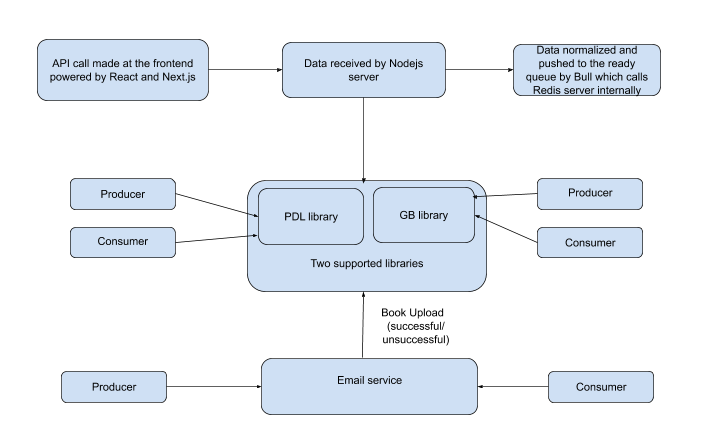 API call made at the frontend
powered by React and Next.js
Data received by Nodejs
server
Data normalized and
pushed to the ready
queue by Bull which calls
Redis server internally
Producer
Consumer
PDL library
GB library
Two supported libraries
Producer
Consumer
Book Upload
(successful/
unsuccessful)
Producer
Email service
Consumer